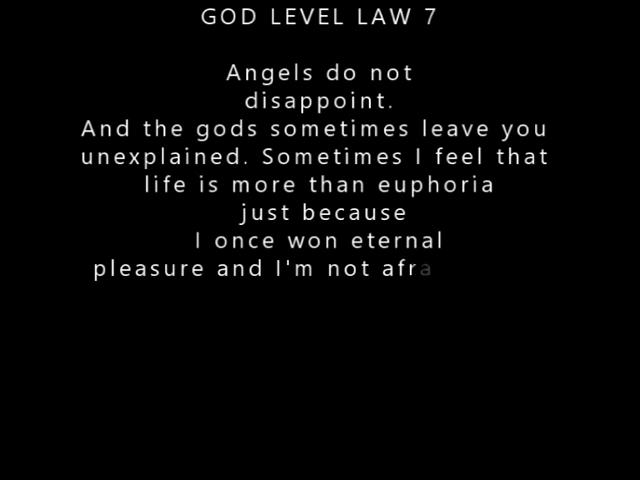 GOD LEVEL LAW 7
Angels do not
disappoint.
And the gods sometimes leave you
unexplained. Sometimes I feel that
life is more than euphoria
just because
I once won eternal
pleasure and I'm not afra